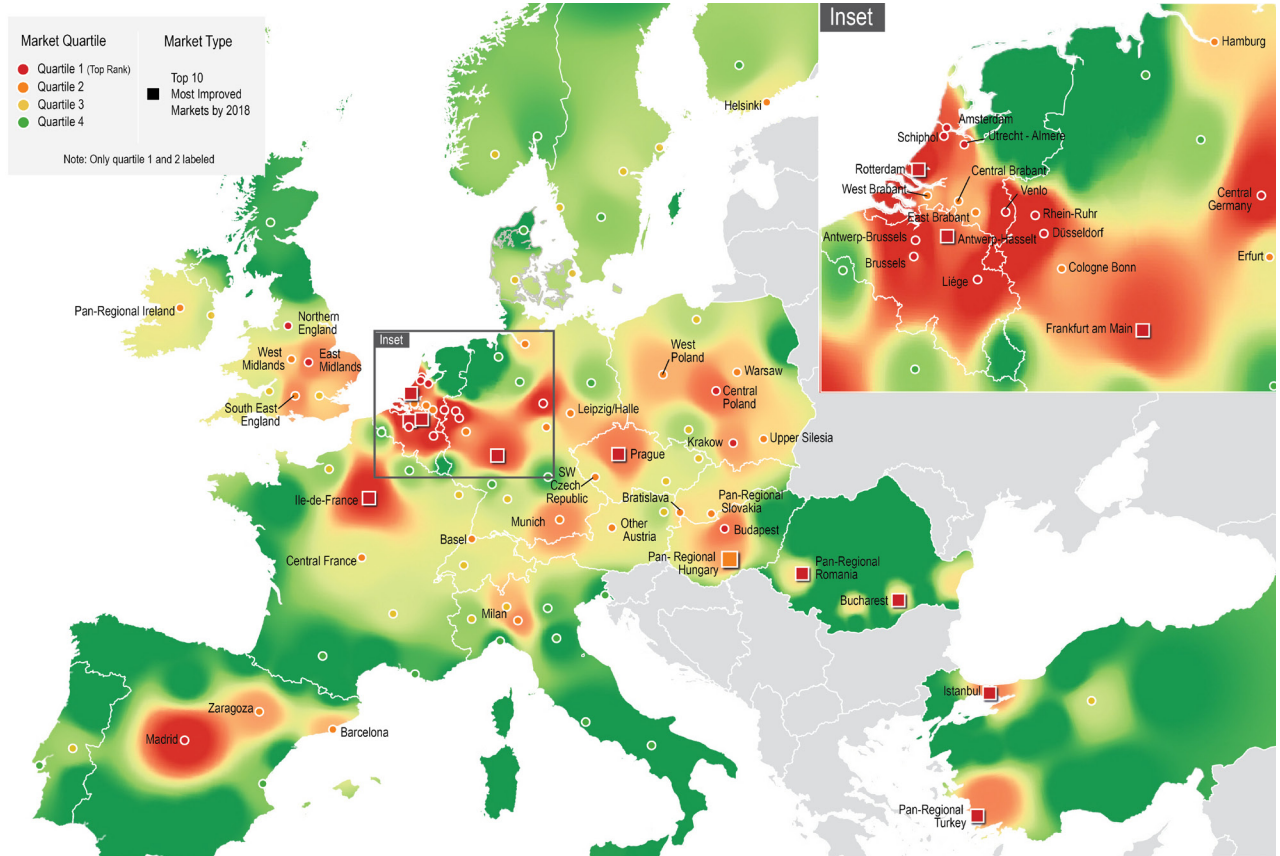 Market Quartile
Quartile 1 (Top Rank)
Quartile 2
Quartile 3
Quartile 4
Market Type
Top 10
Most Improved
Markets by 2018
Note: Only quartile 1 and 2 labeled
Helsinki
Pan-Regional Ireland
Northern
England
West
Midlands
East
Midlands
South East
England
Inset
West
Poland
Warsaw
Central
Poland
Leipzig/Halle
Krakow
Upper Silesia
Prague
SW
Czech
Republic
Ile-de-France
Bratislava
Pan-Regional
Slovakia
Munich
Other
Austria
Budapest
Basel
Pan- Regional
Hungary
Central France
Pan-Regional
Romania
Bucharest
Milan
Zaragoza
Madrid
Barcelona
Istanbul
Pan-Regional
Turkey
Inset
Hamburg
Amsterdam
Schiphol
Utrecht - Almere
Rotterdam
Central Brabant
West Brabant
Venlo
East Brabant
Rhein-Ruhr
Central
Germany
Düsseldorf
Antwerp-Brussels
Antwerp-Hasselt
Brussels
Erfurt
Cologne Bonn
Liège
Frankfurt am Main